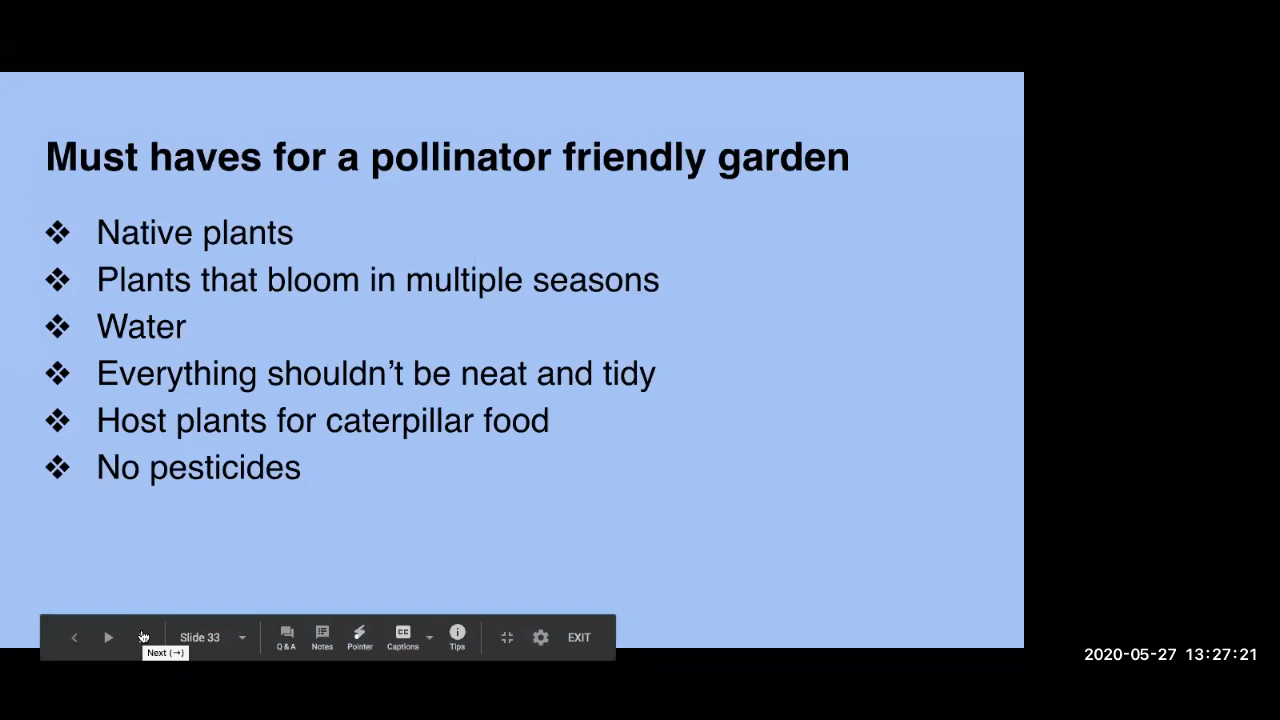 Must haves for a pollinator friendly garden
❖ Native plants
❖ Plants that bloom in multiple seasons
❖ Water
❖ Everything shouldn’t be neat and tidy
❖ Host plants for caterpillar food
❖ No pesticides
Slide 33 Q&A Notes Pointer CC Captions Tips EXIT
Next (→)
2020-05-27 13:27:21